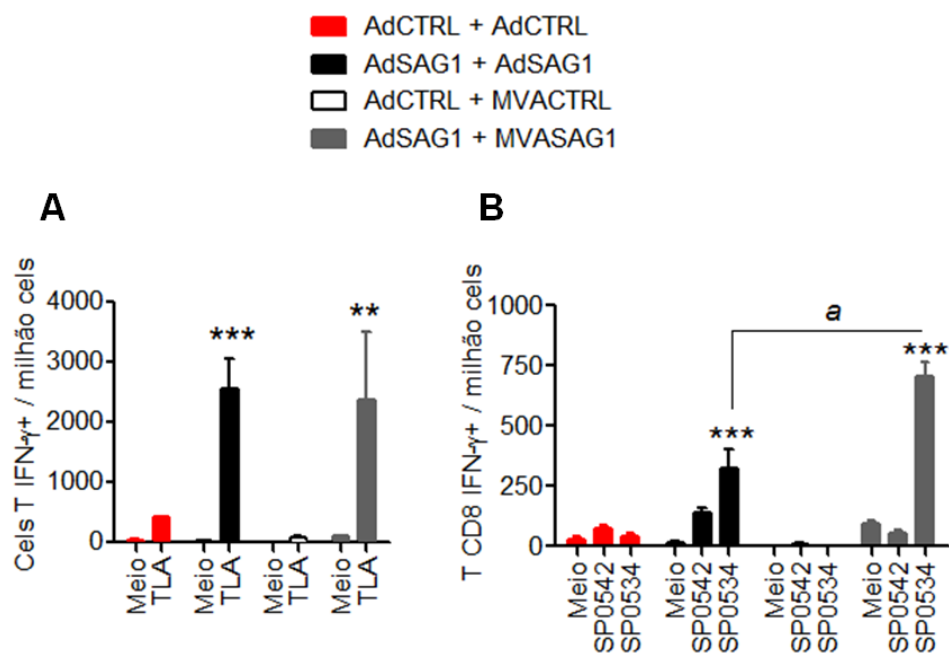 AdCTRL + AdCTRL
AdSAG1 + AdSAG1
AdCTRL + MVACTRL
AdSAG1 + MVASAG1
A
Cels T IFN-γ+ / milhão cels
4000
3000
2000
1000
0
***
**
Meio
TLA
Meio
TLA
Meio
TLA
Meio
TLA
B
T CD8 IFN-γ+ / milhão cels
1000
750
500
250
0
a
***
***
Meio
SP0542
SP0534
Meio
SP0542
SP0534
Meio
SP0542
SP0534
Meio
SP0542
SP0534